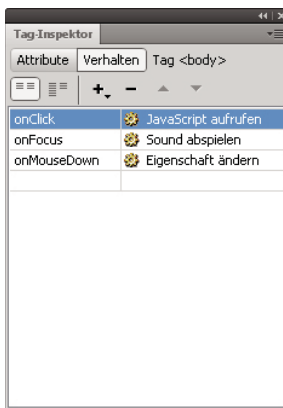 Tag-Inspektor
Attribute Verhalten Tag <body>
onClick JavaScript aufrufen
onFocus Sound abspielen
onMouseDown Eigenschaft ändern